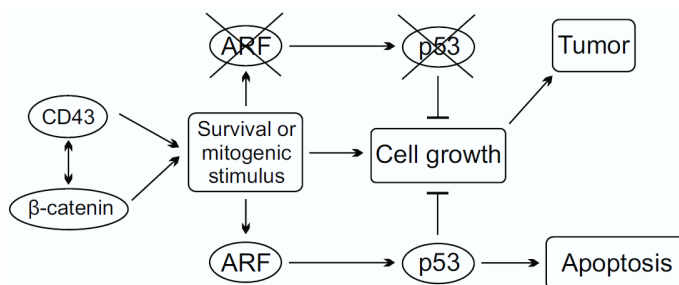 ARF
p53
Tumor
CD43
Survival or
mitogenic
stimulus
Cell growth
β-catenin
ARF
p53
Apoptosis